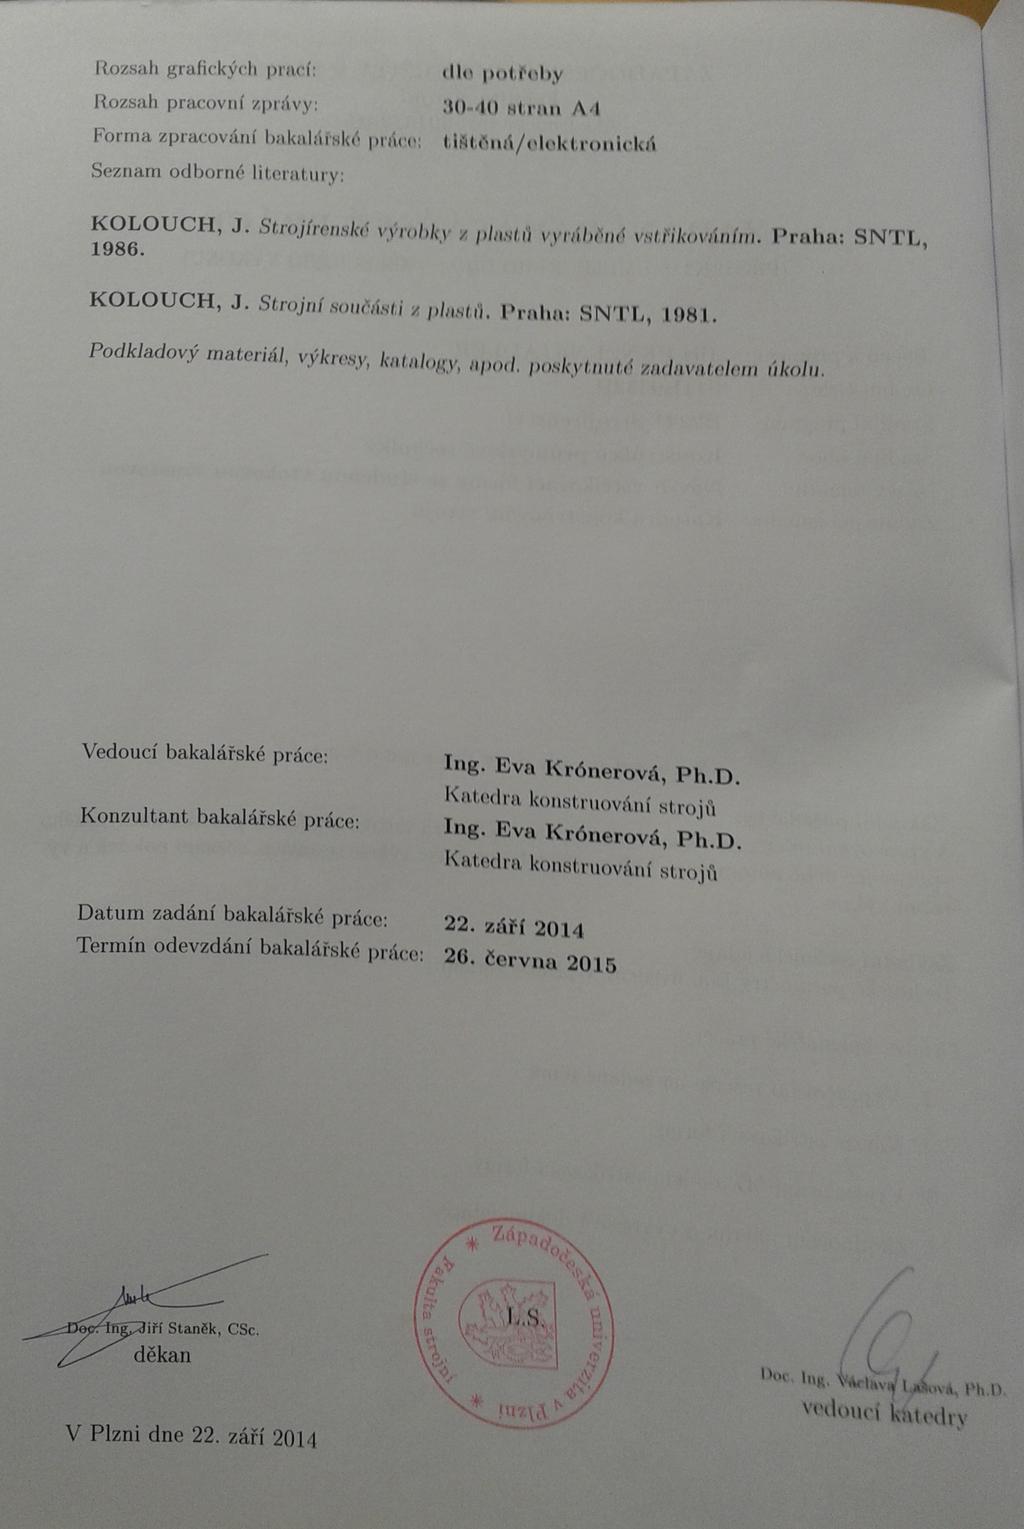 Rozsah grafických prací: dle potřeby
Rozsah pracovní zprávy: 30-40 stran A4
Forma zpracování bakalářské práce: tištěná/elektronická
Seznam odborné literatury:
KOLOUCH, J. Strojírenské výrobky z plastů vyráběné vstřikováním. Praha: SNTL,
1986.
KOLOUCH, J. Strojní součásti z plastů. Praha: SNTL, 1981.
Podkladový materiál, výkresy, katalogy, apod. poskytnuté zadavatelem úkolu.
Vedoucí bakalářské práce: Ing. Eva Krónerová, Ph.D.
Katedra konstruování strojů
Konzultant bakalářské práce: Ing. Eva Krónerová, Ph.D.
Katedra konstruování strojů
Datum zadání bakalářské práce: 22. září 2014
Termín odevzdání bakalářské práce: 26. června 2015
Západočeská univerzita v Plzni
Fakulta strojní
L.S.
Doc. Ing. Jiří Staněk, CSc.
děkan
Doc. Ing. Václava Lašová, Ph.D.
vedoucí katedry
V Plzni dne 22. září 2014